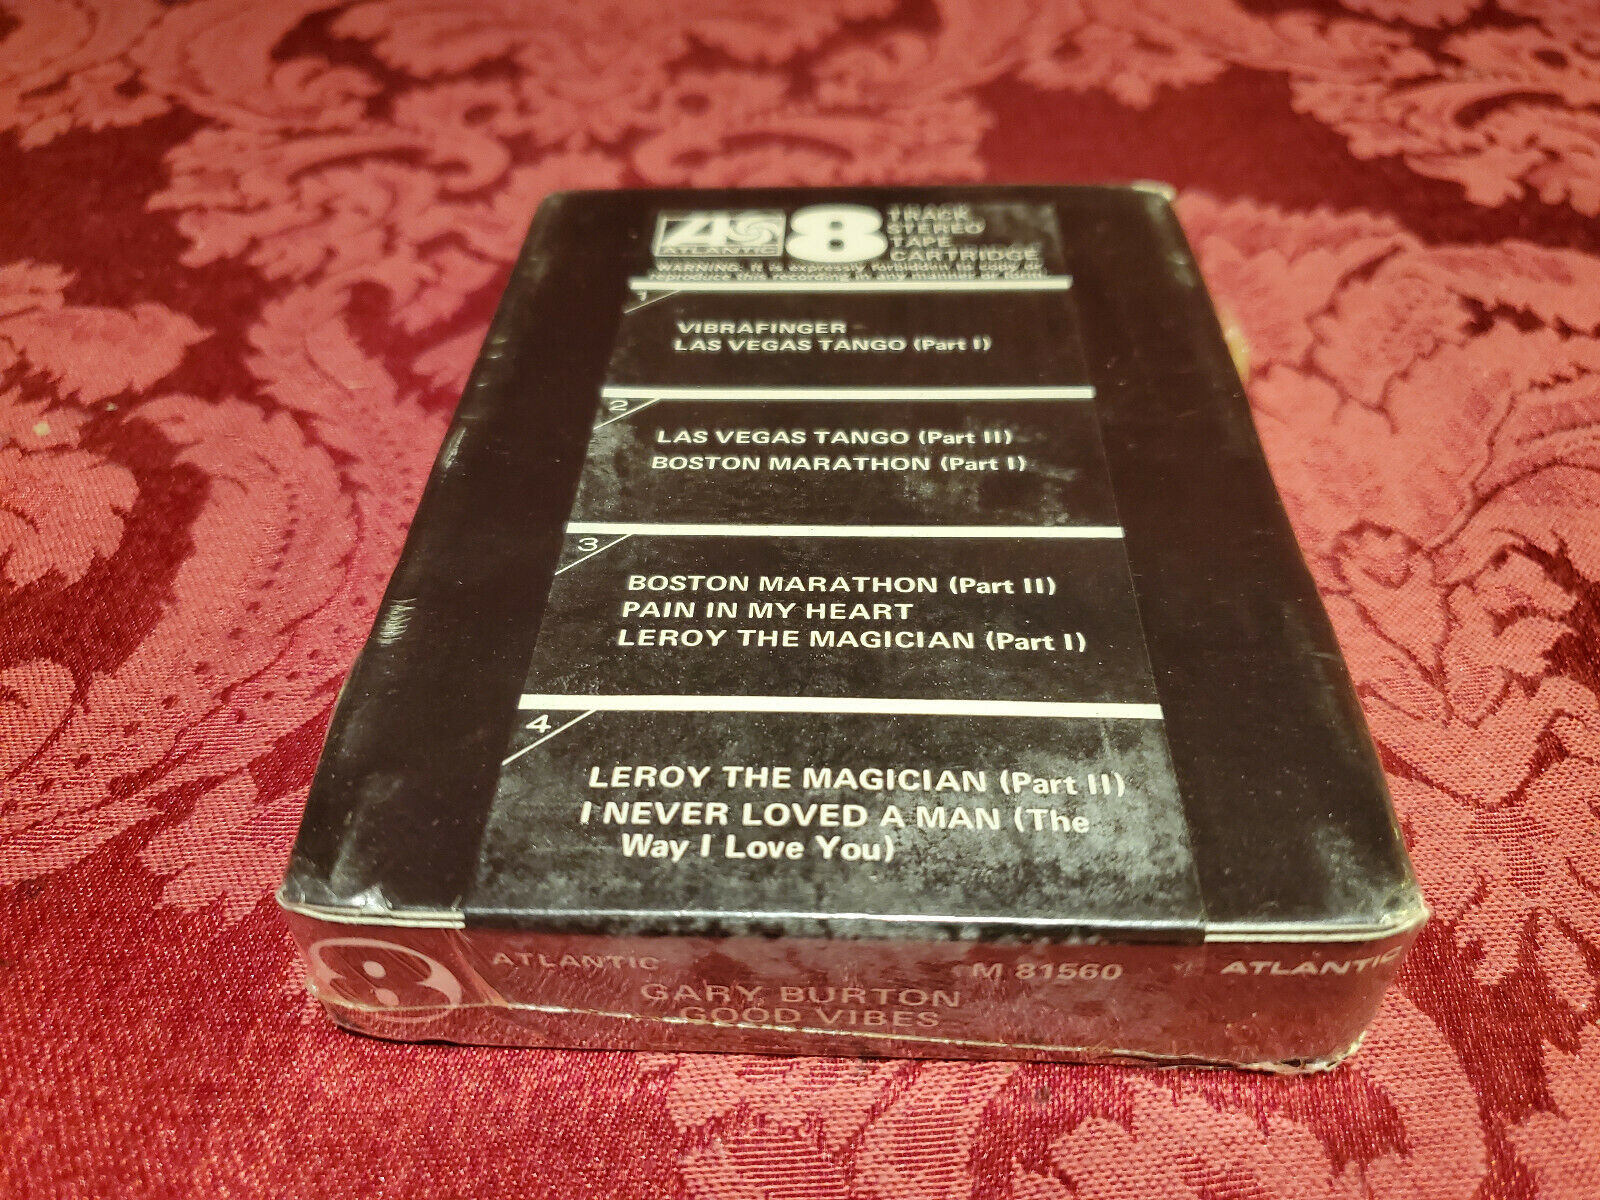 ATLANTIC
8
TRACK
STEREO
TAPE
CARTRIDGE
WARNING: It is expressly forbidden to copy or
reproduce this recording in any manner or form.
1
VIBRAFINGER
LAS VEGAS TANGO (Part I)
2
LAS VEGAS TANGO (Part II)
BOSTON MARATHON (Part I)
3
BOSTON MARATHON (Part II)
PAIN IN MY HEART
LEROY THE MAGICIAN (Part I)
4
LEROY THE MAGICIAN (Part II)
I NEVER LOVED A MAN (The
Way I Love You)
8
ATLANTIC M 81560 ATLANTIC
GARY BURTON
GOOD VIBES